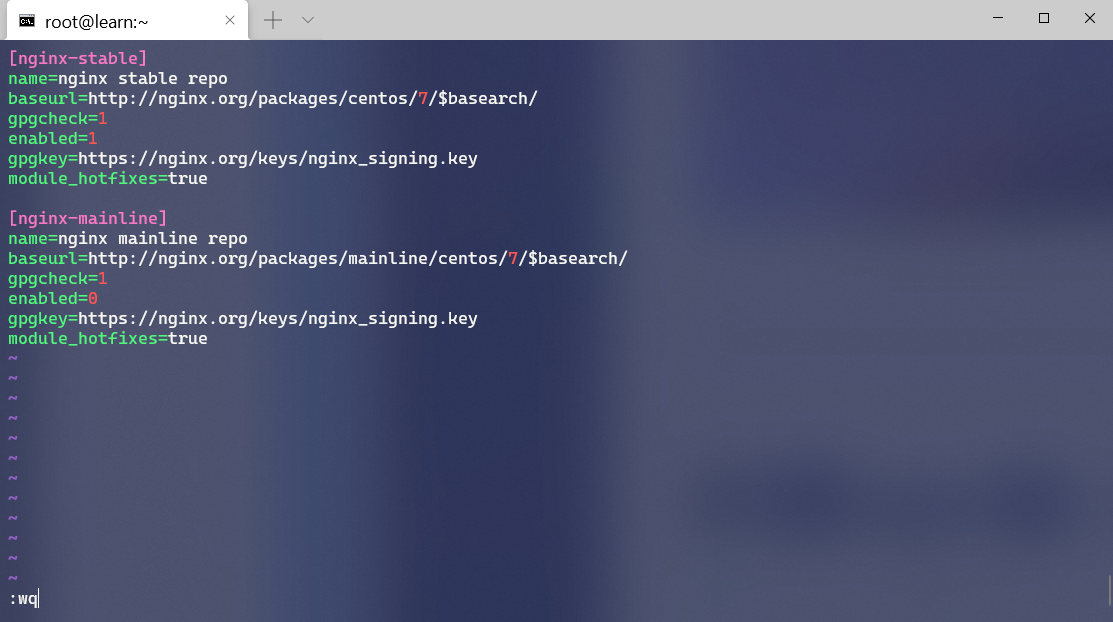 root@learn:~
[nginx-stable]
name=nginx stable repo
baseurl=http://nginx.org/packages/centos/7/$basearch/
gpgcheck=1
enabled=1
gpgkey=https://nginx.org/keys/nginx_signing.key
module_hotfixes=true
[nginx-mainline]
name=nginx mainline repo
baseurl=http://nginx.org/packages/mainline/centos/7/$basearch/
gpgcheck=1
enabled=0
gpgkey=https://nginx.org/keys/nginx_signing.key
module_hotfixes=true
~
~
~
~
~
~
~
~
~
~
~
~
:wq